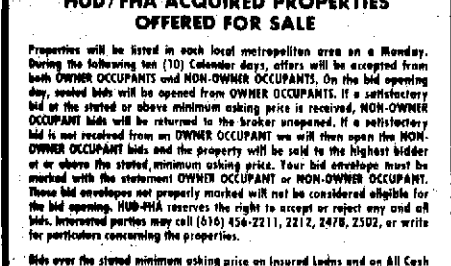 HUD/FHA ACQUIRED PROPERTIES
OFFERED FOR SALE
Properties will be listed in each local metropolitan area on a Monday.
During the following ten (10) Calendar days, offers will be accepted from
both OWNER OCCUPANTS and NON-OWNER OCCUPANTS. On the bid opening
day, sealed bids will be opened from OWNER OCCUPANTS. If a satisfactory
bid at the stated or above minimum asking price is received, NON-OWNER
OCCUPANT bids will be returned to the broker unopened. If a satisfactory
bid is not received from an OWNER OCCUPANT we will then open the NON-
OWNER OCCUPANT bids and the property will be sold to the highest bidder
at or above the stated, minimum asking price. Your bid envelope must be
marked with the statement OWNER OCCUPANT or NON-OWNER OCCUPANT.
Those bid envelopes not properly marked will not be considered eligible for
the bid opening. HUD-FHA reserves the right to accept or reject any and all
bids. Interested parties may call (616) 456-2211, 2212, 2478, 2502, or write
for particulars concerning the properties.
Bids over the stated minimum asking price on Insured Loans and on All Cash